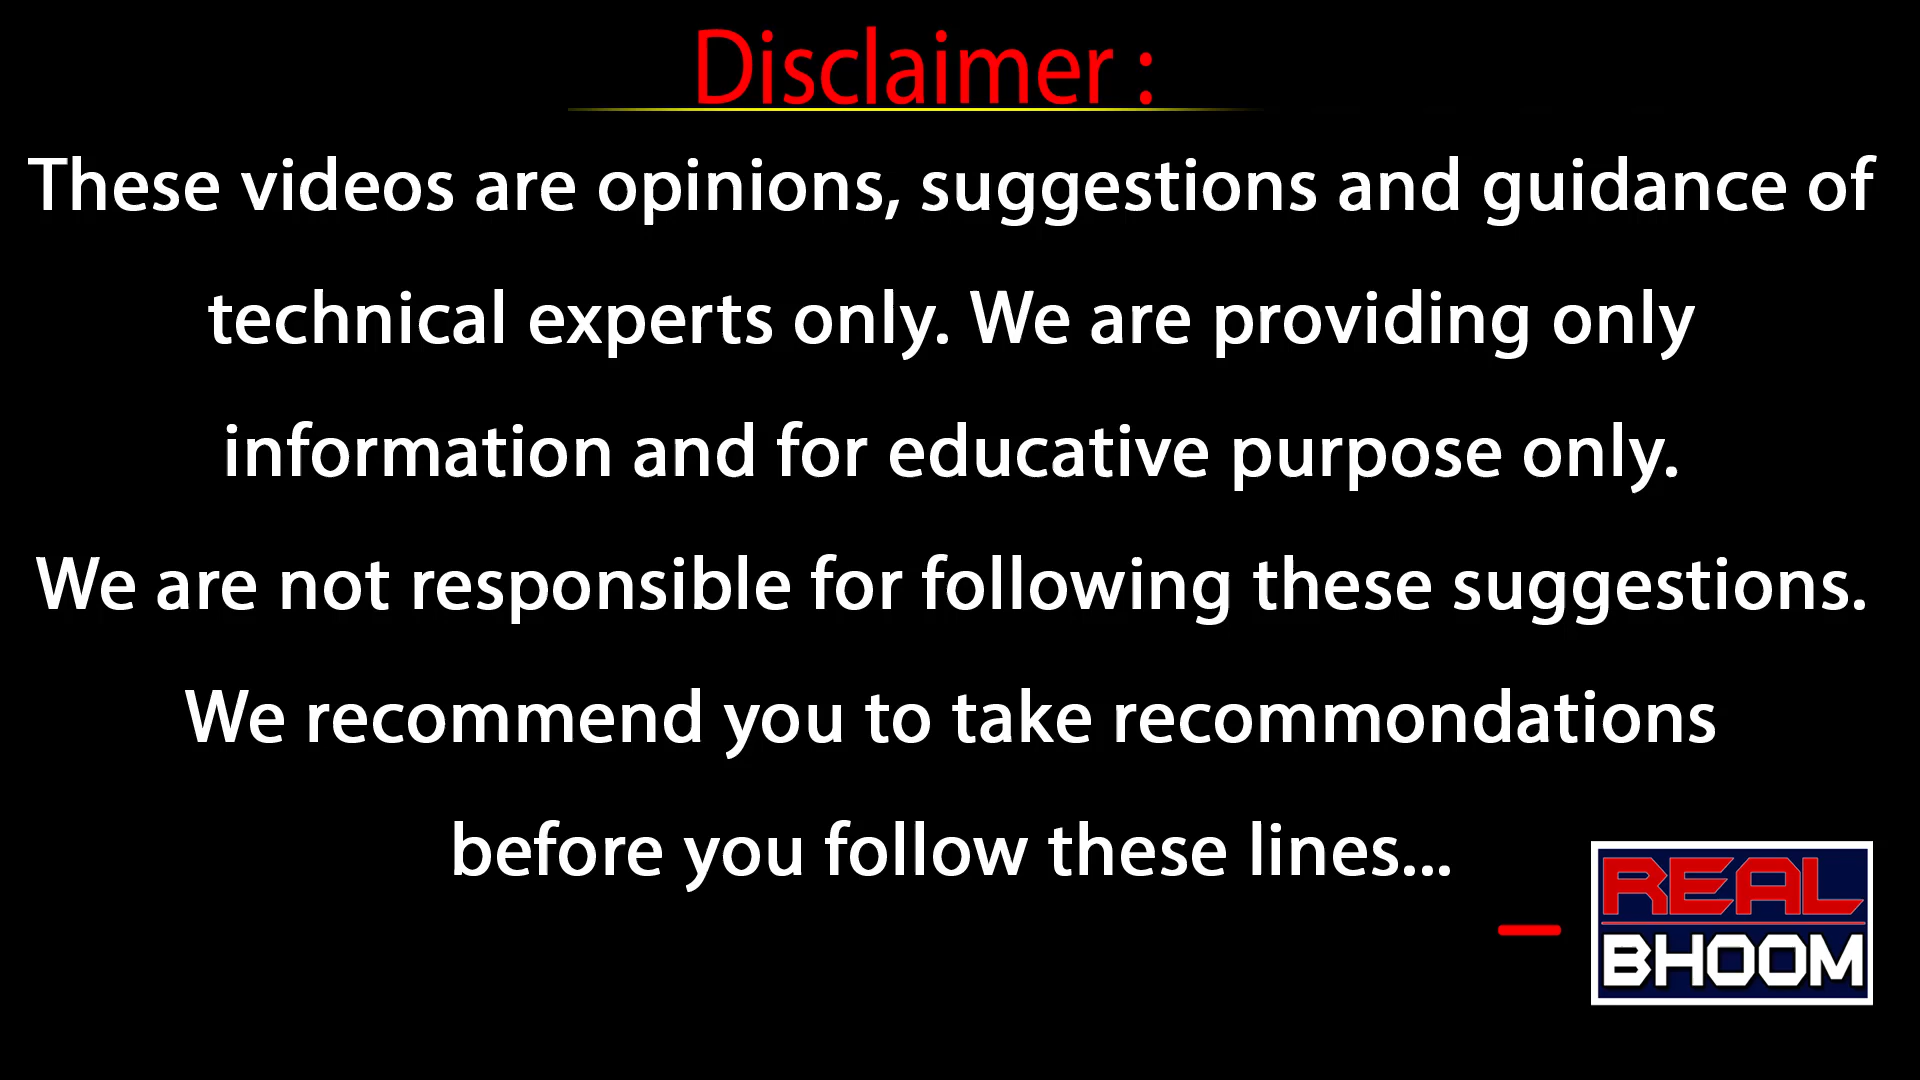 Disclaimer :
These videos are opinions, suggestions and guidance of
technical experts only. We are providing only
information and for educative purpose only.
We are not responsible for following these suggestions.
We recommend you to take recommondations
before you follow these lines...
–
REAL
BHOOM